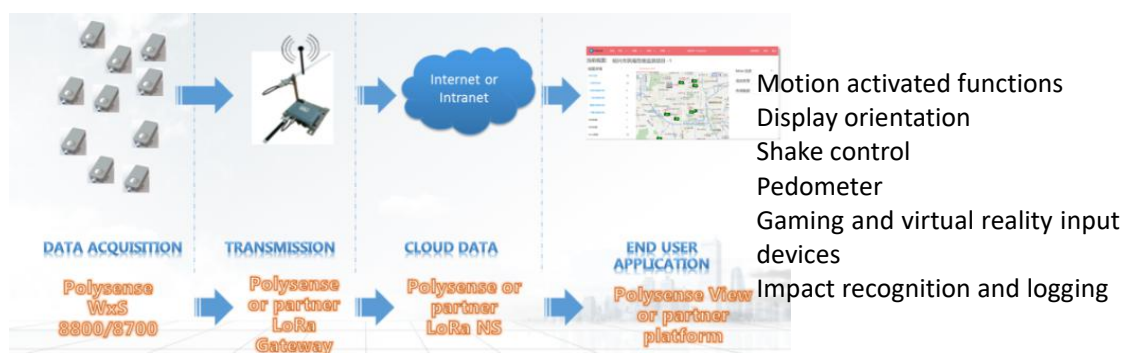 Internet or
Intranet
Motion activated functions
Display orientation
Shake control
Pedometer
Gaming and virtual reality input
devices
Impact recognition and logging
DATA ACQUISITION
TRANSMISSION
CLOUD DATA
END USER
APPLICATION
Polysense
WxS
8800/8700
Polysense
or partner
LoRa
Gateway
Polysense or
partner
LoRa NS
Polysense View
or partner
platform